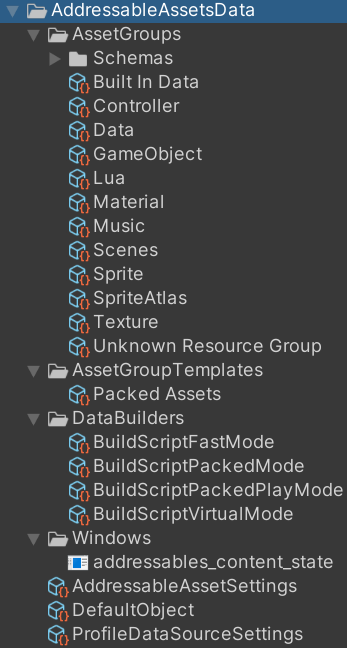 AddressableAssetsData
AssetGroups
Schemas
Built In Data
Controller
Data
GameObject
Lua
Material
Music
Scenes
Sprite
SpriteAtlas
Texture
Unknown Resource Group
AssetGroupTemplates
Packed Assets
DataBuilders
BuildScriptFastMode
BuildScriptPackedMode
BuildScriptPackedPlayMode
BuildScriptVirtualMode
Windows
addressables_content_state
AddressableAssetSettings
DefaultObject
ProfileDataSourceSettings